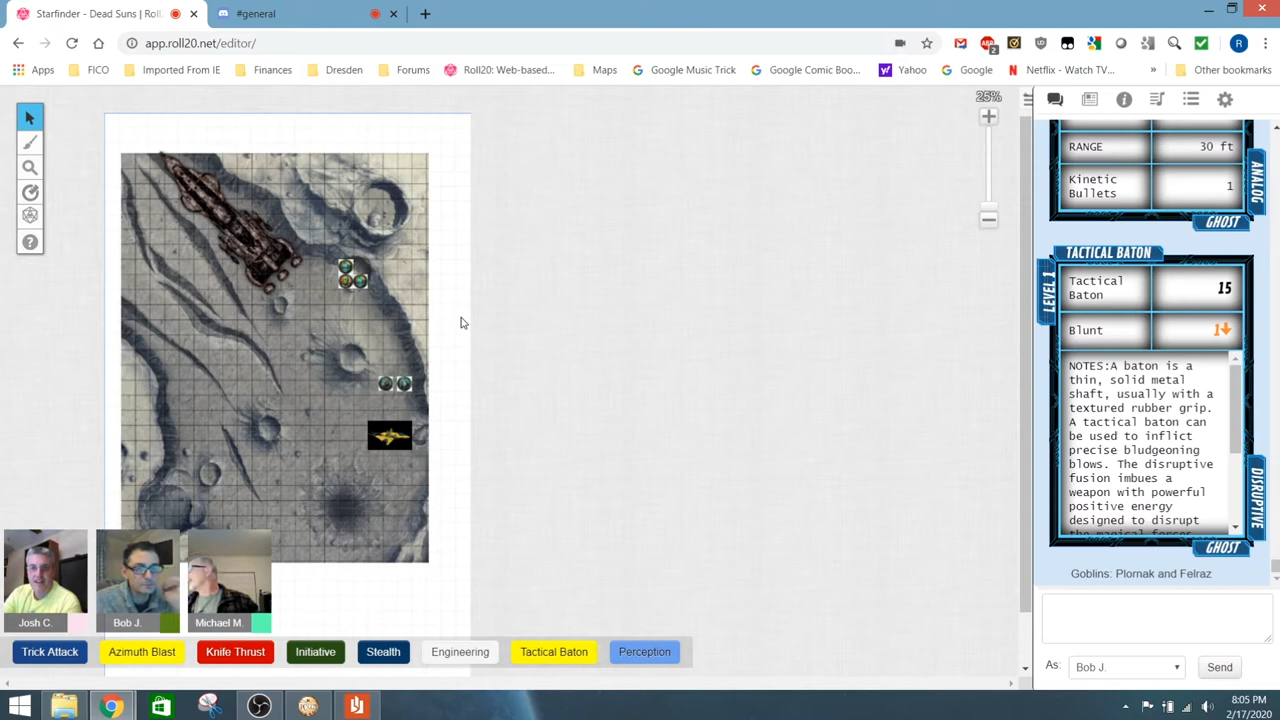 Starfinder - Dead Suns | Roll
#general
app.roll20.net/editor/
2
R
Apps
FICO
Imported From IE
Finances
Dresden
Forums
Roll20: Web-based...
Maps
Google Music Trick
Google Comic Boo...
Yahoo
Google
Netflix - Watch TV...
»
Other bookmarks
25%
RANGE
30 ft
Kinetic
Bullets
1
ANALOG
GHOST
TACTICAL BATON
LEVEL 1
Tactical
Baton
15
Blunt
1
NOTES:A baton is a
thin, solid metal
shaft, usually with a
textured rubber grip.
A tactical baton can
be used to inflict
precise bludgeoning
blows. The disruptive
fusion imbues a
weapon with powerful
positive energy
designed to disrupt
the magical forces
DISRUPTIVE
GHOST
Goblins: Plornak and Felraz
As:
Bob J.
Send
Josh C.
Bob J.
Michael M.
Trick Attack
Azimuth Blast
Knife Thrust
Initiative
Stealth
Engineering
Tactical Baton
Perception
8:05 PM
2/17/2020